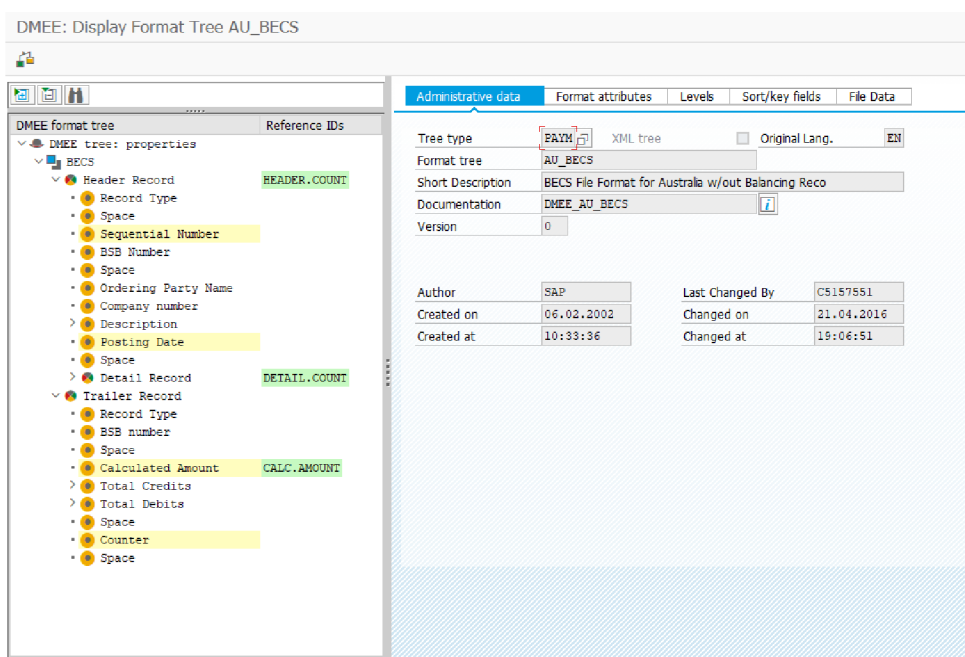 DMEE: Display Format Tree AU_BECS
DMEE format tree Reference IDs
DMEE tree: properties
BECS
Header Record HEADER.COUNT
Record Type
Space
Sequential Number
BSB Number
Space
Ordering Party Name
Company number
Description
Posting Date
Space
Detail Record DETAIL.COUNT
Trailer Record
Record Type
BSB number
Space
Calculated Amount CALC.AMOUNT
Total Credits
Total Debits
Space
Counter
Space
Administrative data Format attributes Levels Sort/key fields File Data
Tree type PAYM XML tree Original Lang. EN
Format tree AU_BECS
Short Description BECS File Format for Australia w/out Balancing Reco
Documentation DMEE_AU_BECS
Version 0
Author SAP Last Changed By C5157551
Created on 06.02.2002 Changed on 21.04.2016
Created at 10:33:36 Changed at 19:06:51